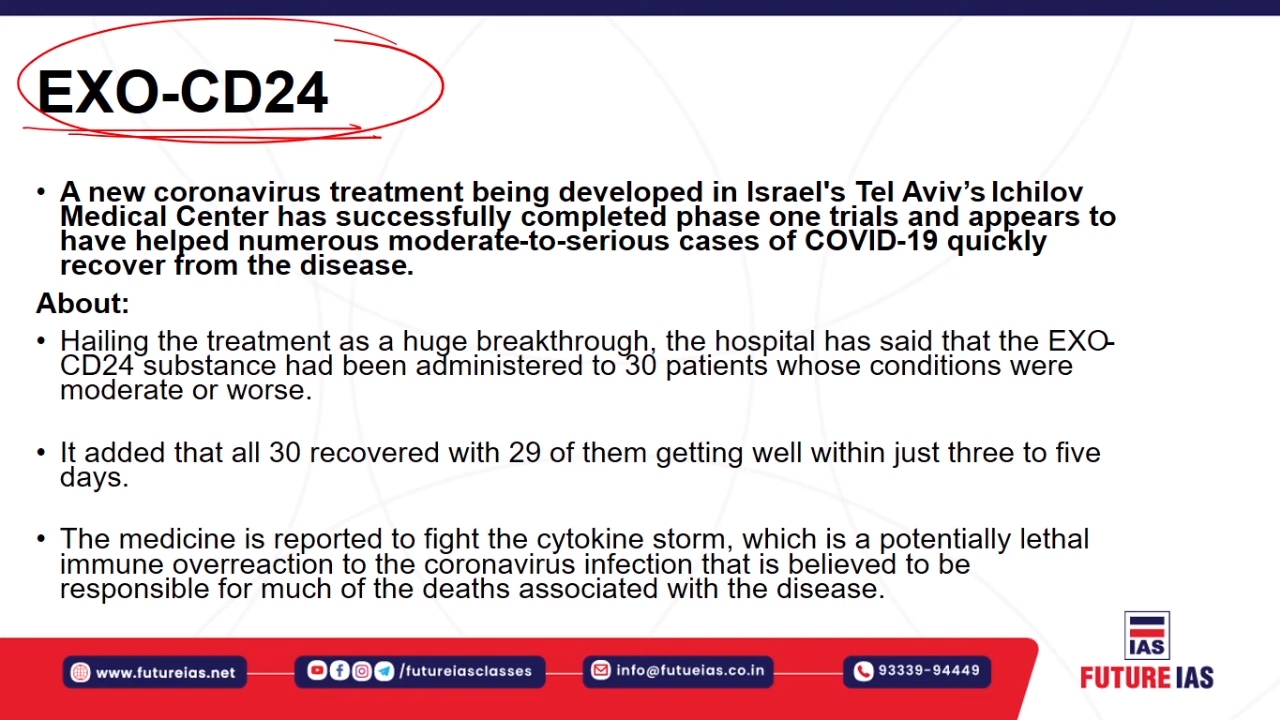 EXO-CD24
• A new coronavirus treatment being developed in Israel's Tel Aviv’s Ichilov
Medical Center has successfully completed phase one trials and appears to
have helped numerous moderate-to-serious cases of COVID-19 quickly
recover from the disease.
About:
• Hailing the treatment as a huge breakthrough, the hospital has said that the EXO-
CD24 substance had been administered to 30 patients whose conditions were
moderate or worse.
• It added that all 30 recovered with 29 of them getting well within just three to five
days.
• The medicine is reported to fight the cytokine storm, which is a potentially lethal
immune overreaction to the coronavirus infection that is believed to be
responsible for much of the deaths associated with the disease.
IAS
FUTURE IAS
www.futureias.net
/futureiasclasses
info@futueias.co.in
93339-94449